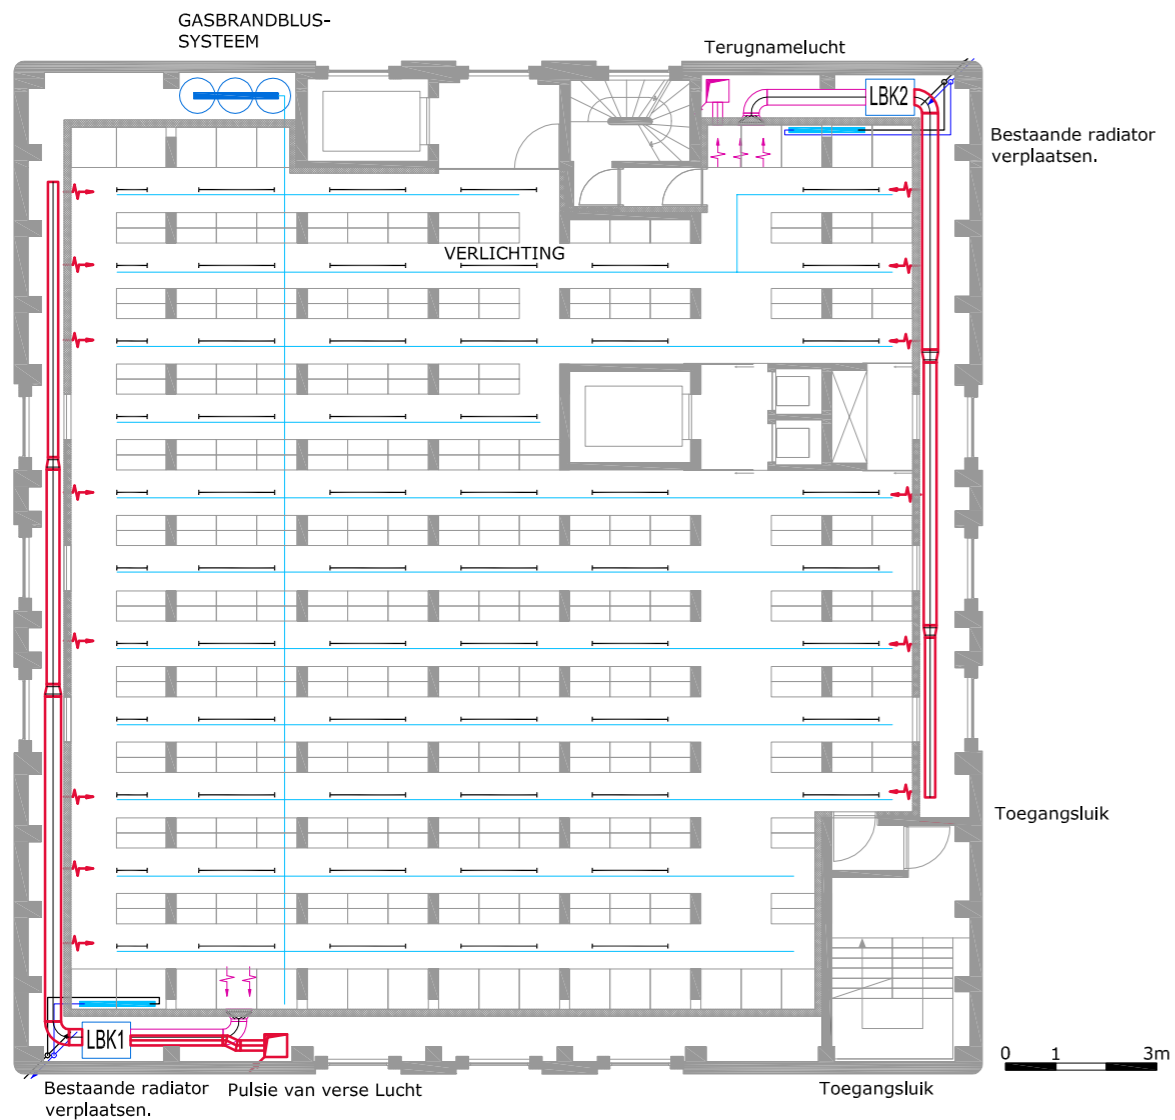 GASBRANDBLUS-
SYSTEEM
Terugnamelucht
LBK2
Bestaande radiator
verplaatsen.
VERLICHTING
Toegangsluik
LBK1
0 1 3m
Bestaande radiator
verplaatsen.
Pulsie van verse Lucht
Toegangsluik